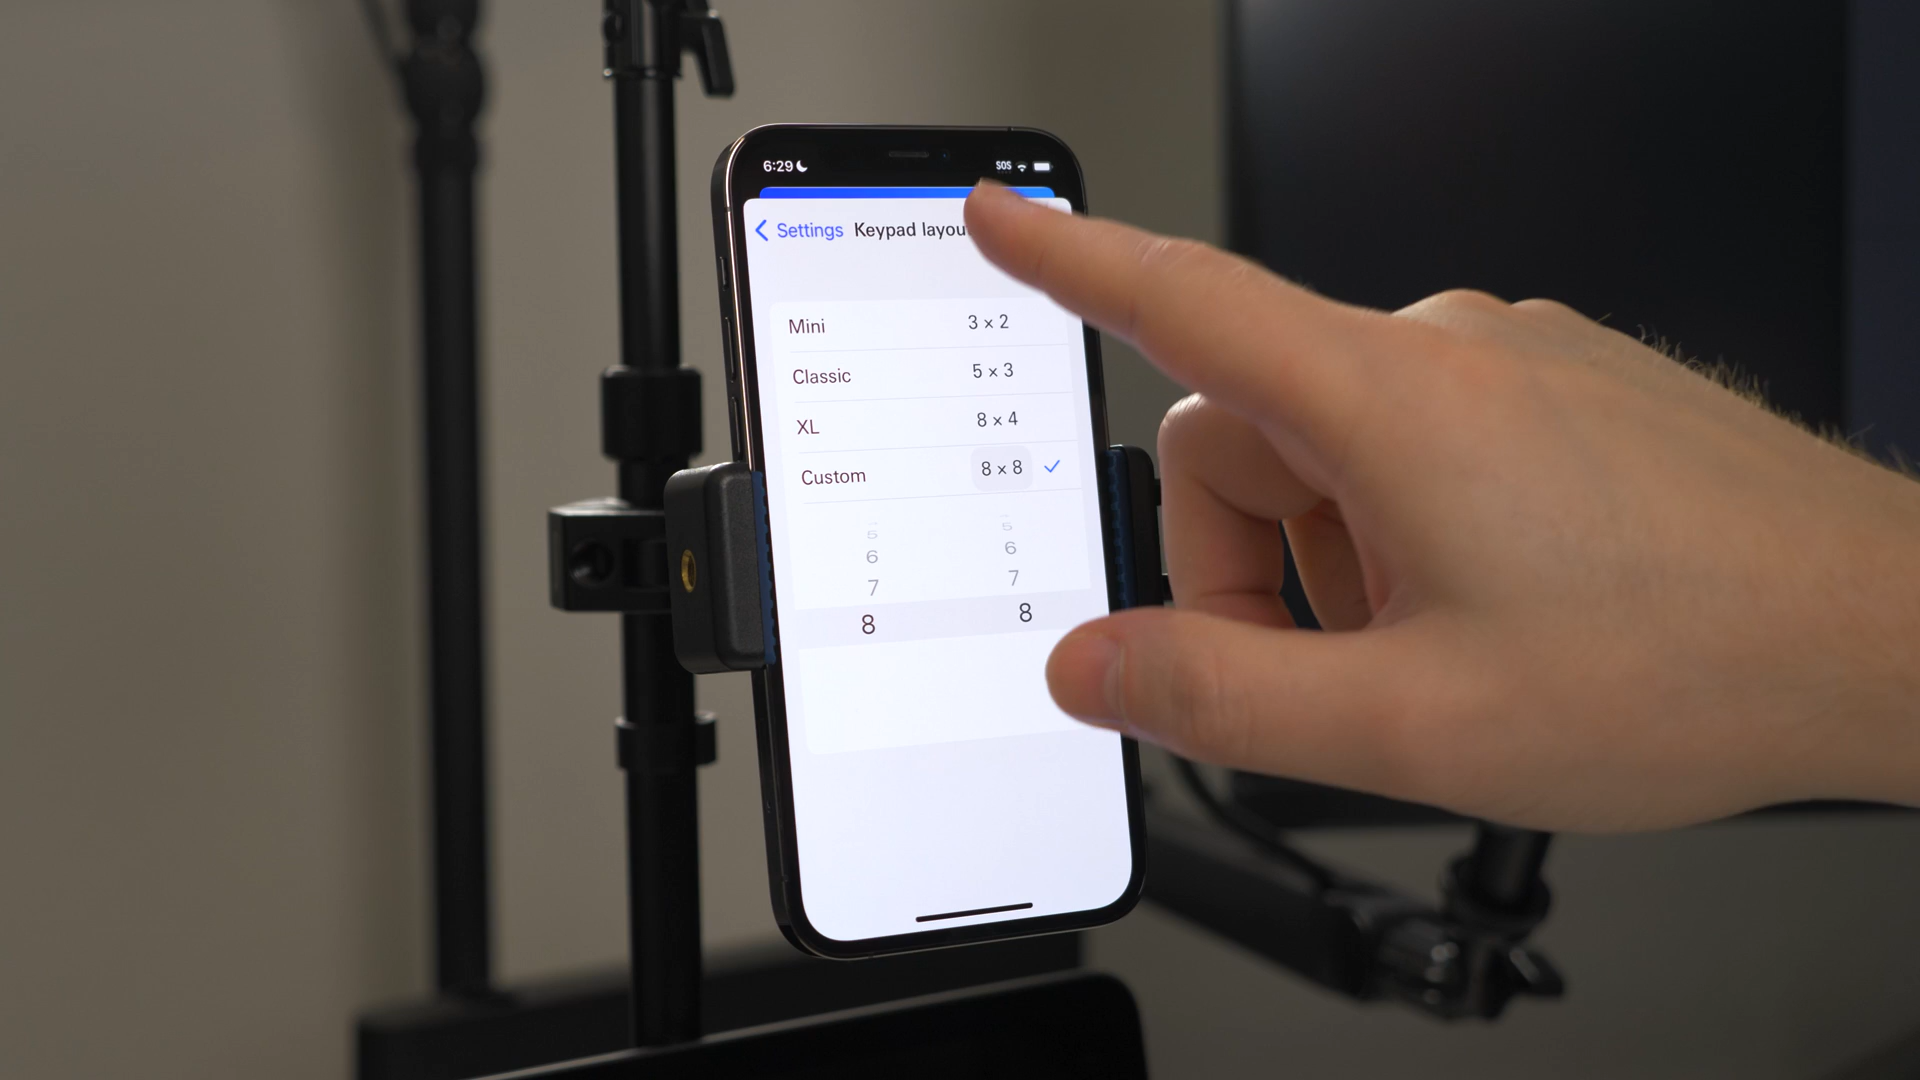 6:29 SOS
Settings Keypad layou
Mini 3 × 2
Classic 5 × 3
XL 8 × 4
Custom 8 × 8
5 5
6 6
7 7
8 8